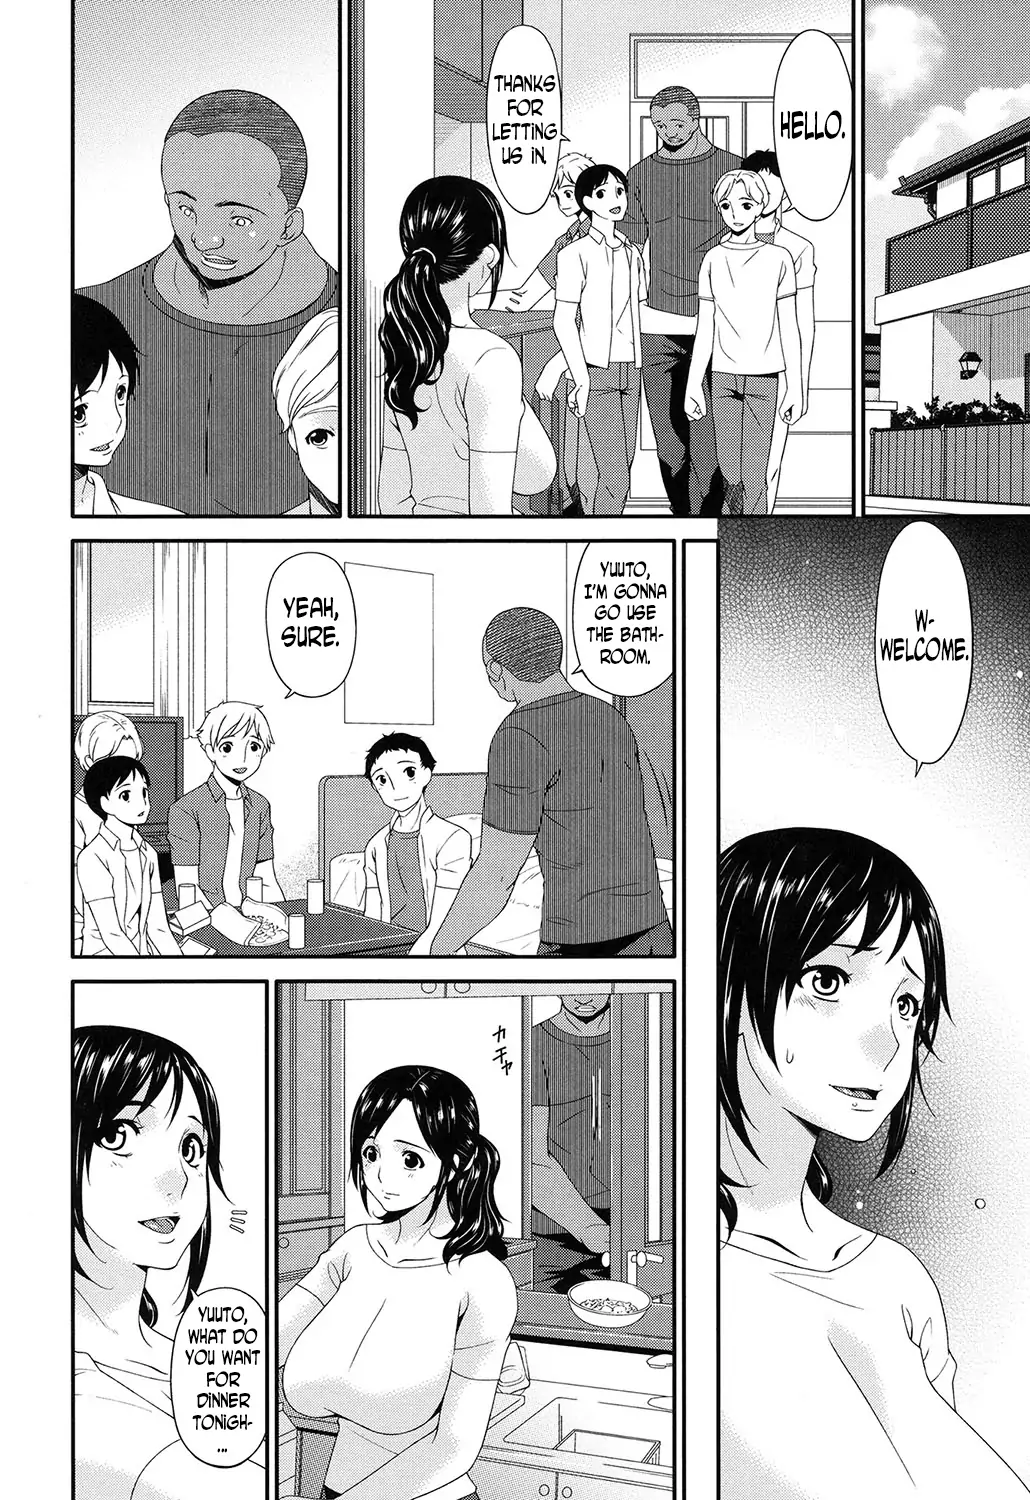 HELLO.
THANKS
FOR
LETTING
US IN.
W-
WELCOME.
YUUTO,
I'M GONNA
GO USE
THE BATH-
ROOM.
YEAH,
SURE.
ガチャ
YUUTO,
WHAT DO
YOU WANT
FOR
DINNER
TONIGH-
...